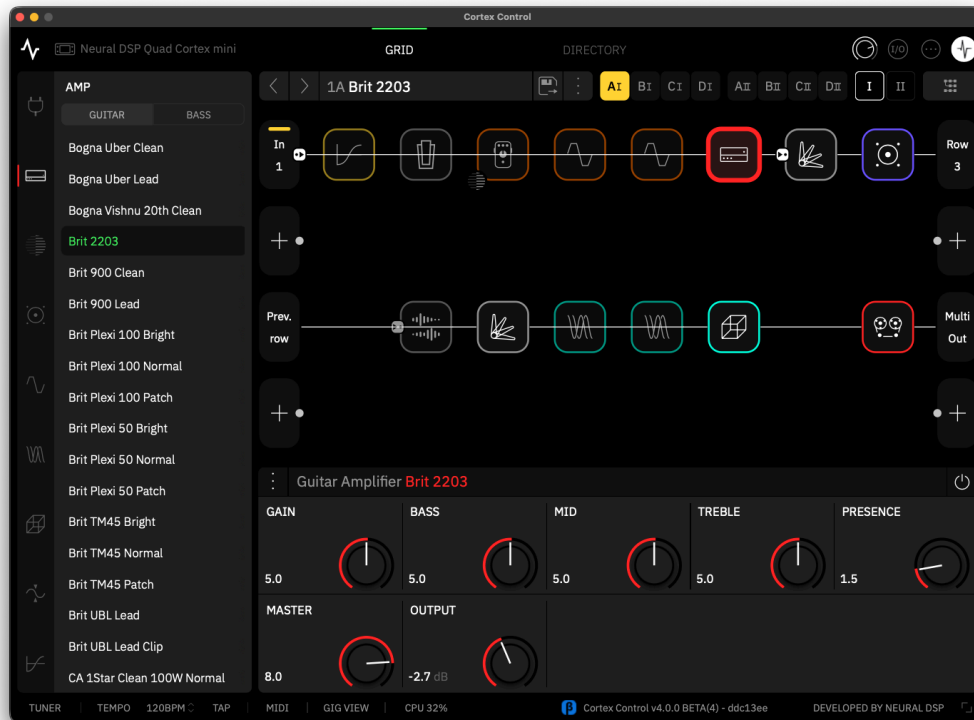 Cortex Control
Neural DSP Quad Cortex mini
GRID
DIRECTORY
I/O
AMP
GUITAR
BASS
Bogna Uber Clean
Bogna Uber Lead
Bogna Vishnu 20th Clean
Brit 2203
Brit 900 Clean
Brit 900 Lead
Brit Plexi 100 Bright
Brit Plexi 100 Normal
Brit Plexi 100 Patch
Brit Plexi 50 Bright
Brit Plexi 50 Normal
Brit Plexi 50 Patch
Brit TM45 Bright
Brit TM45 Normal
Brit TM45 Patch
Brit UBL Lead
Brit UBL Lead Clip
CA 1Star Clean 100W Normal
1A Brit 2203
AI BI CI DI AII BII CII DII I II
In
1
Row
3
Prev.
row
Multi
Out
Guitar Amplifier Brit 2203
GAIN
5.0
BASS
5.0
MID
5.0
TREBLE
5.0
PRESENCE
1.5
MASTER
8.0
OUTPUT
-2.7 dB
TUNER
TEMPO 120BPM TAP
MIDI
GIG VIEW
CPU 32%
β Cortex Control v4.0.0 BETA(4) - ddc13ee
DEVELOPED BY NEURAL DSP